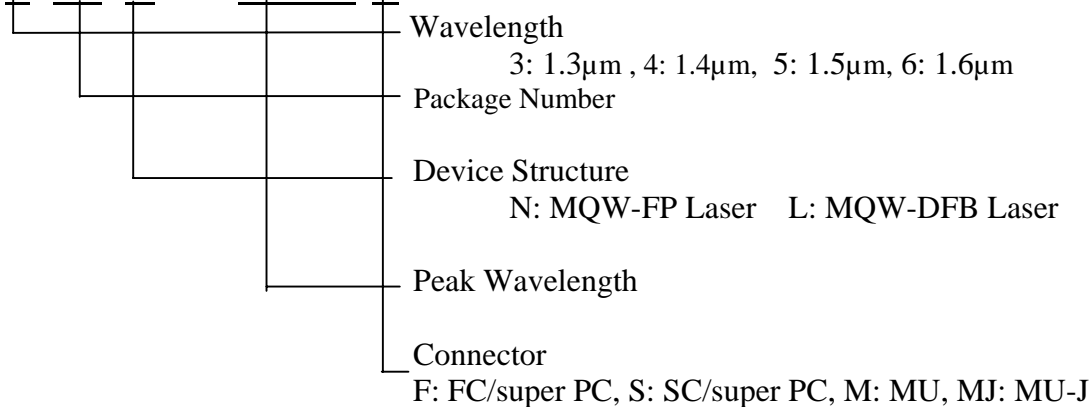 Wavelength
3: 1.3µm , 4: 1.4µm, 5: 1.5µm, 6: 1.6µm
Package Number
Device Structure
N: MQW-FP Laser L: MQW-DFB Laser
Peak Wavelength
Connector
F: FC/super PC, S: SC/super PC, M: MU, MJ: MU-J